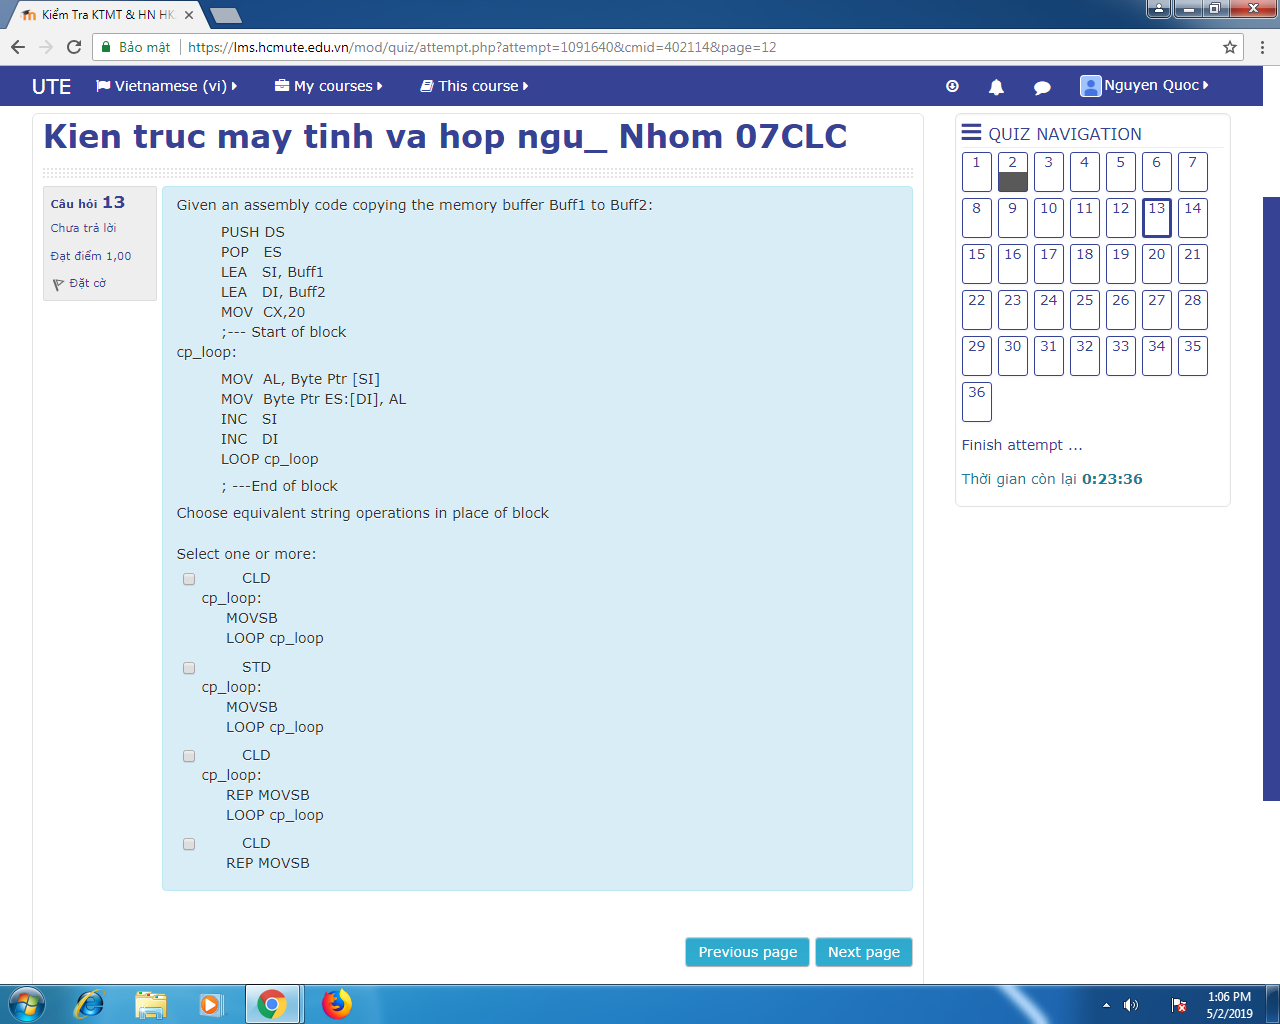 Kiểm Tra KTMT & HN HK
Bảo mật
https://lms.hcmute.edu.vn/mod/quiz/attempt.php?attempt=1091640&cmid=402114&page=12
UTE Vietnamese (vi) My courses This course Nguyen Quoc
Kien truc may tinh va hop ngu_ Nhom 07CLC
Câu hỏi 13
Chưa trả lời
Đạt điểm 1,00
Đặt cờ
Given an assembly code copying the memory buffer Buff1 to Buff2:
PUSH DS
POP ES
LEA SI, Buff1
LEA DI, Buff2
MOV CX,20
;--- Start of block
cp_loop:
MOV AL, Byte Ptr [SI]
MOV Byte Ptr ES:[DI], AL
INC SI
INC DI
LOOP cp_loop
; ---End of block
Choose equivalent string operations in place of block
Select one or more:
CLD
cp_loop:
MOVSB
LOOP cp_loop
STD
cp_loop:
MOVSB
LOOP cp_loop
CLD
cp_loop:
REP MOVSB
LOOP cp_loop
CLD
REP MOVSB
Previous page
Next page
QUIZ NAVIGATION
1 2 3 4 5 6 7
8 9 10 11 12 13 14
15 16 17 18 19 20 21
22 23 24 25 26 27 28
29 30 31 32 33 34 35
36
Finish attempt ...
Thời gian còn lại 0:23:36
1:06 PM
5/2/2019